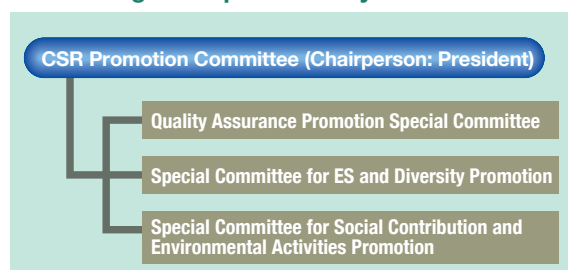 CSR Promotion Committee (Chairperson: President)
Quality Assurance Promotion Special Committee
Special Committee for ES and Diversity Promotion
Special Committee for Social Contribution and
Environmental Activities Promotion